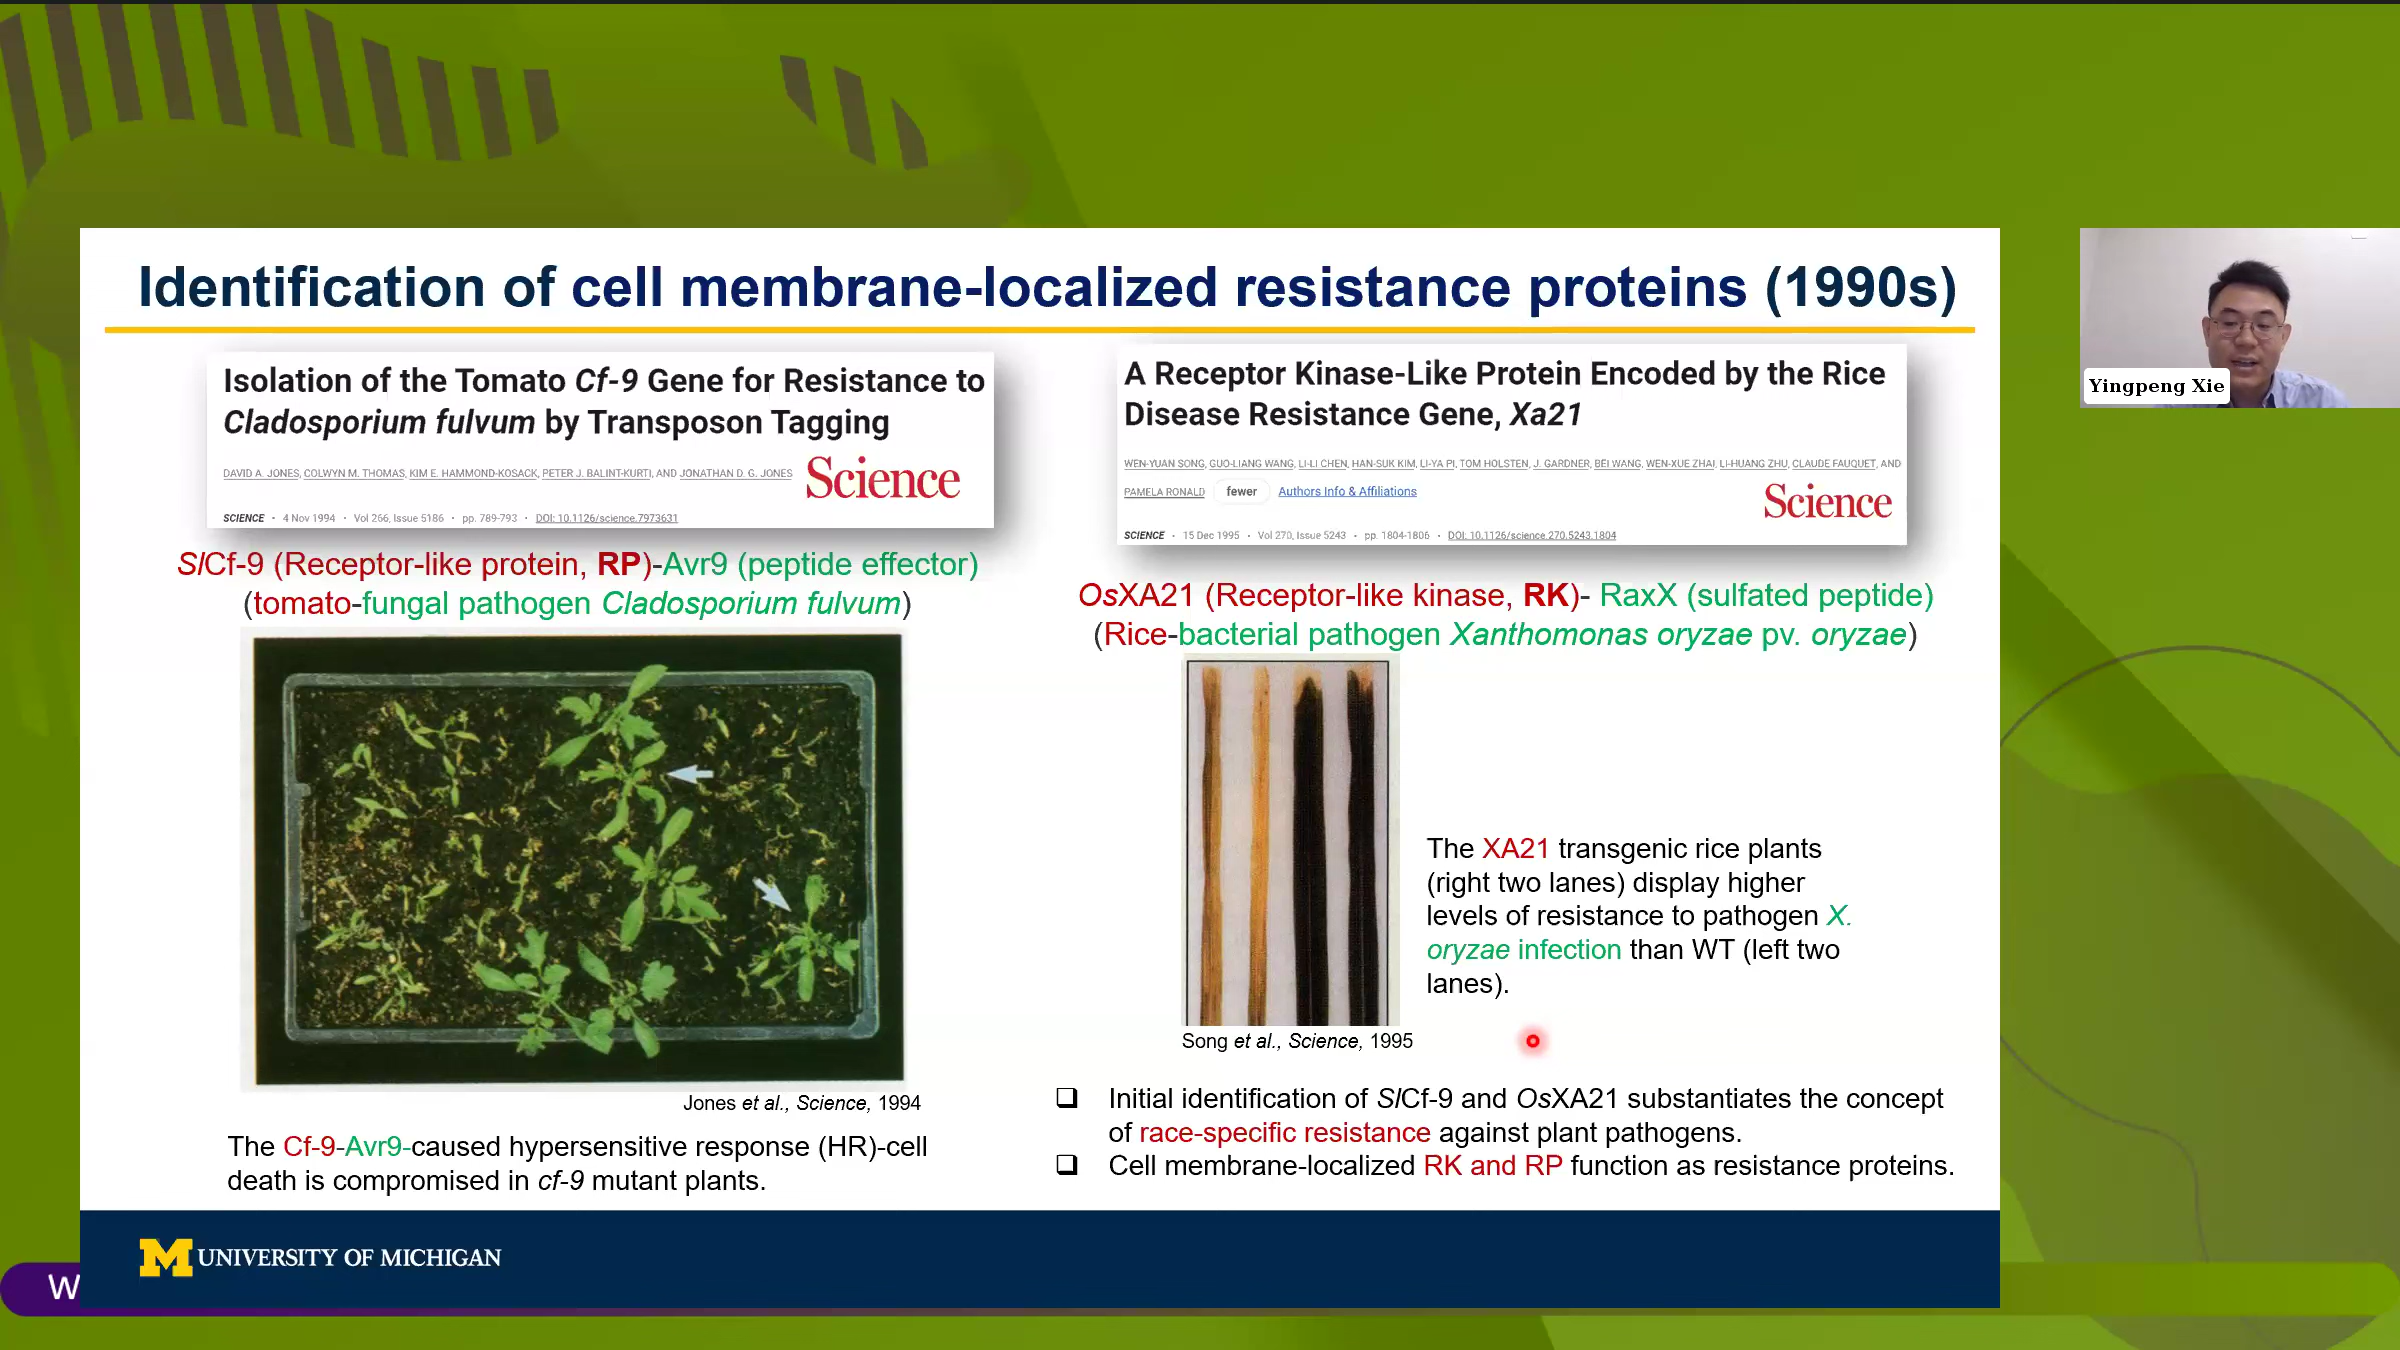 Identification of cell membrane-localized resistance proteins (1990s)
Isolation of the Tomato Cf-9 Gene for Resistance to
Cladosporium fulvum by Transposon Tagging
DAVID A. JONES, COLWYN M. THOMAS, KIM E. HAMMOND-KOSACK, PETER J. BALINT-KURTI, AND JONATHAN D. G. JONES
Science
SCIENCE • 4 Nov 1994 • Vol 266, Issue 5186 • pp. 789-793 • DOI: 10.1126/science.7973631
SlCf-9 (Receptor-like protein, RP)-Avr9 (peptide effector)
(tomato-fungal pathogen Cladosporium fulvum)
Jones et al., Science, 1994
The Cf-9-Avr9-caused hypersensitive response (HR)-cell
death is compromised in cf-9 mutant plants.
A Receptor Kinase-Like Protein Encoded by the Rice
Disease Resistance Gene, Xa21
WEN-YUAN SONG, GUO-LIANG WANG, LI-LI CHEN, HAN-SUK KIM, LI-YA PI, TOM HOLSTEN, J. GARDNER, BEI WANG, WEN-XUE ZHAI, LI-HUANG ZHU, CLAUDE FAUQUET, AND
PAMELA RONALD fewer Authors Info & Affiliations
Science
SCIENCE • 15 Dec 1995 • Vol 270, Issue 5243 • pp. 1804-1806 • DOI: 10.1126/science.270.5243.1804
OsXA21 (Receptor-like kinase, RK)- RaxX (sulfated peptide)
(Rice-bacterial pathogen Xanthomonas oryzae pv. oryzae)
The XA21 transgenic rice plants
(right two lanes) display higher
levels of resistance to pathogen X.
oryzae infection than WT (left two
lanes).
Song et al., Science, 1995
❑ Initial identification of SlCf-9 and OsXA21 substantiates the concept
of race-specific resistance against plant pathogens.
❑ Cell membrane-localized RK and RP function as resistance proteins.
M UNIVERSITY OF MICHIGAN
W
Yingpeng Xie